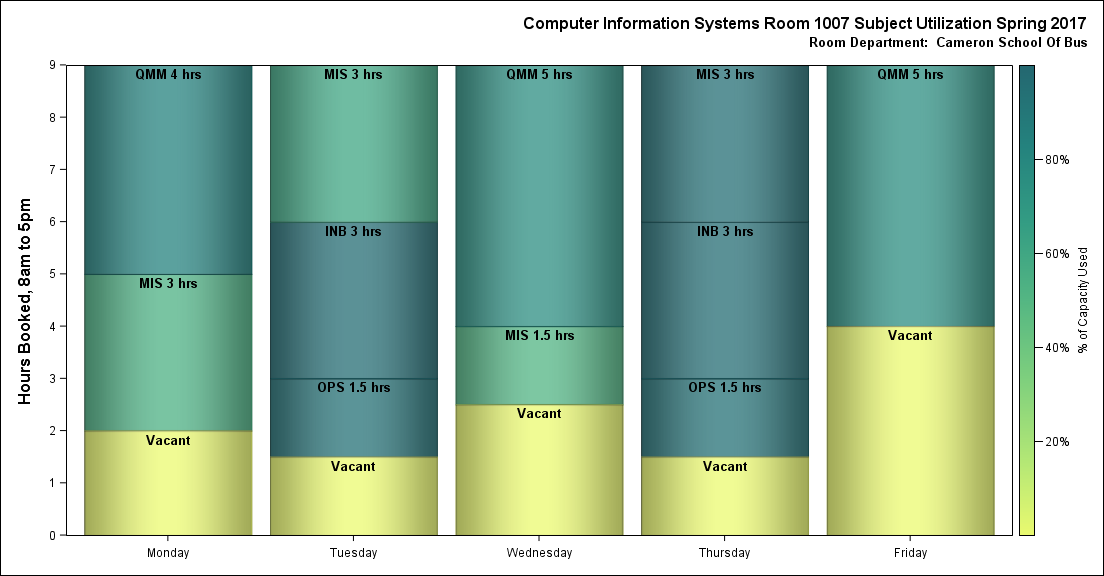 Computer Information Systems Room 1007 Subject Utilization Spring 2017
Room Department:  Cameron School Of Bus
Hours Booked, 8am to 5pm
9
8
7
6
5
4
3
2
1
0
QMM 4 hrs
MIS 3 hrs
Vacant
MIS 3 hrs
INB 3 hrs
OPS 1.5 hrs
Vacant
QMM 5 hrs
MIS 1.5 hrs
Vacant
MIS 3 hrs
INB 3 hrs
OPS 1.5 hrs
Vacant
QMM 5 hrs
Vacant
Monday
Tuesday
Wednesday
Thursday
Friday
80%
60%
40%
20%
% of Capacity Used